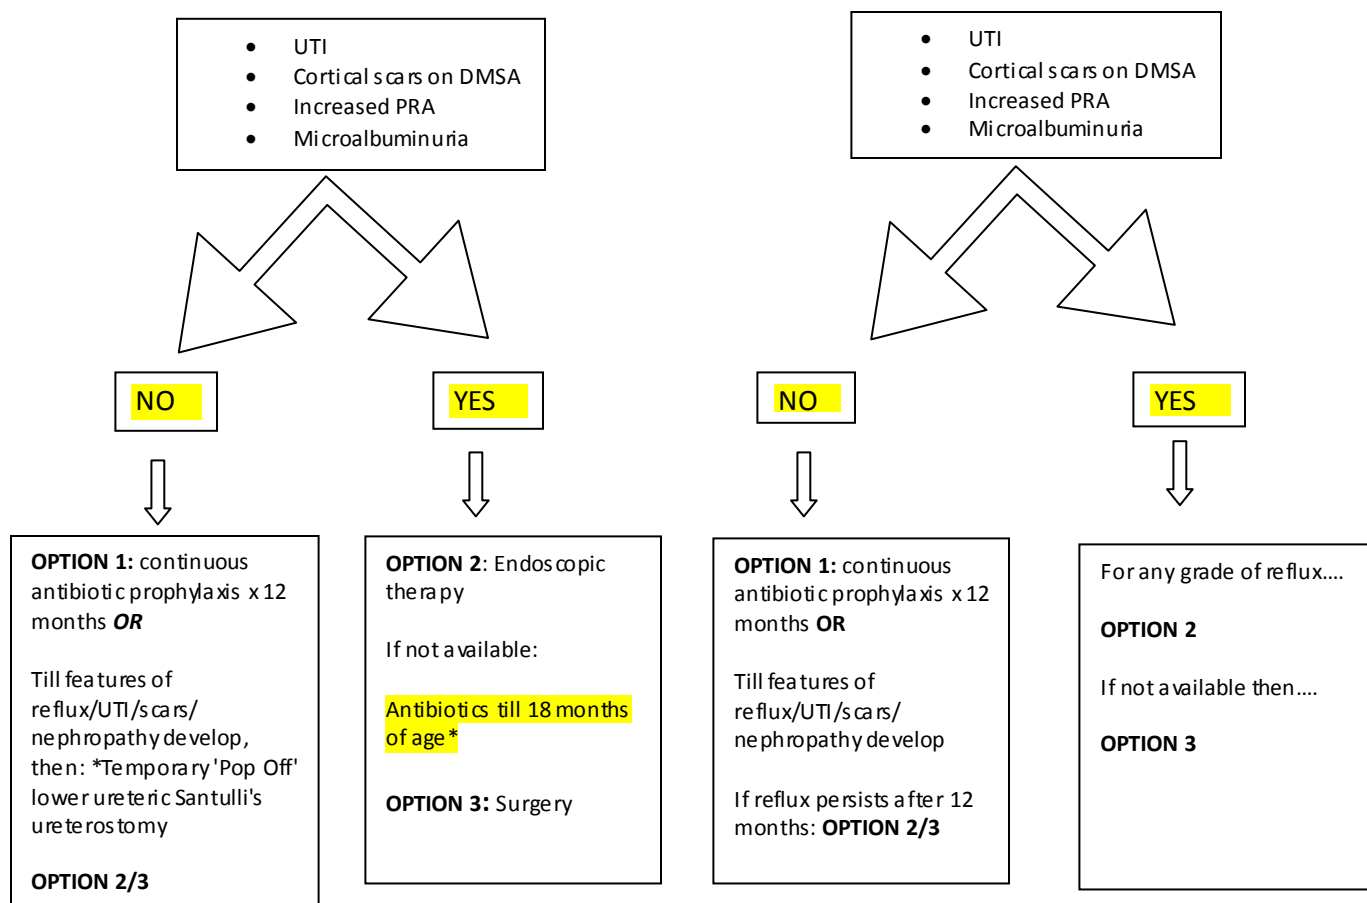 • UTI
• Cortical scars on DMSA
• Increased PRA
• Microalbuminuria
• UTI
• Cortical scars on DMSA
• Increased PRA
• Microalbuminuria
NO
YES
NO
YES
OPTION 1: continuous
antibiotic prophylaxis x 12
months OR
Till features of
reflux/UTI/scars/
nephropathy develop,
then: *Temporary 'Pop Off'
lower ureteric Santulli's
ureterostomy
OPTION 2/3
OPTION 2: Endoscopic
therapy
If not available:
Antibiotics till 18 months
of age*
OPTION 3: Surgery
OPTION 1: continuous
antibiotic prophylaxis x 12
months OR
Till features of
reflux/UTI/scars/
nephropathy develop
If reflux persists after 12
months: OPTION 2/3
For any grade of reflux....
OPTION 2
If not available then....
OPTION 3